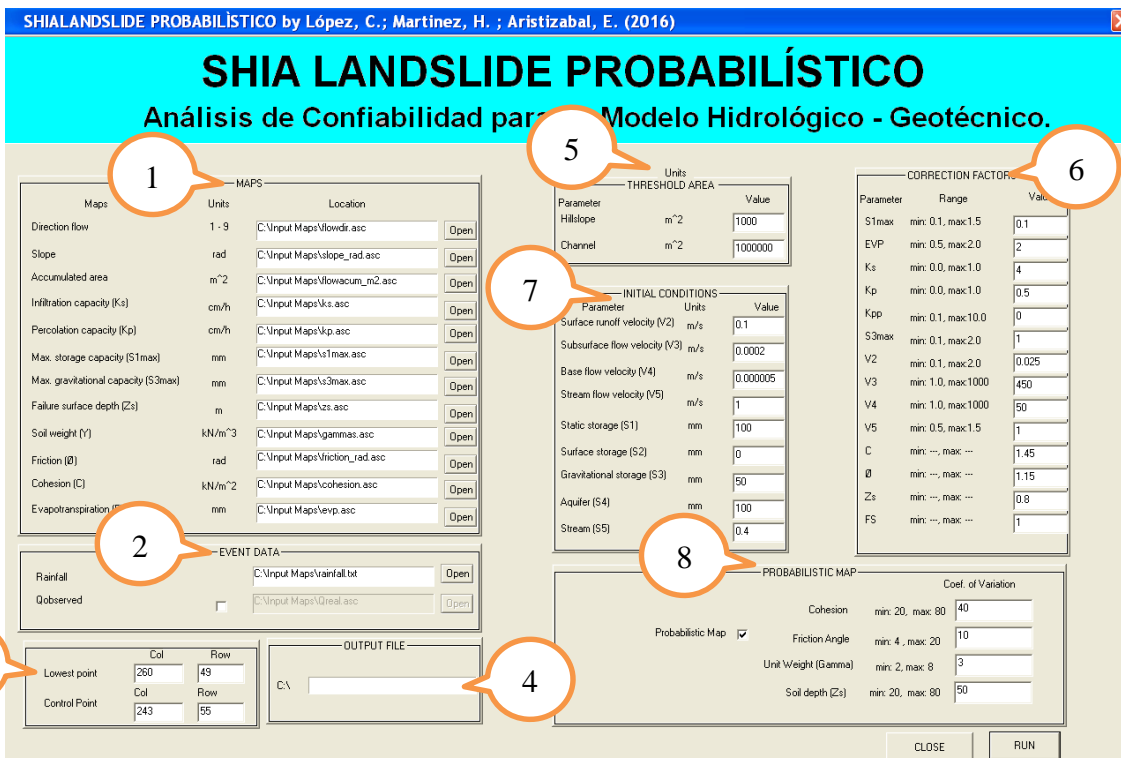 SHIALANDSLIDE PROBABILÌSTICO by López, C.; Martinez, H. ; Aristizabal, E. (2016)
SHIA LANDSLIDE PROBABILÍSTICO
Análisis de Confiabilidad para Modelo Hidrológico - Geotécnico.
1
MAPS
Maps Units Location
Direction flow 1 - 9 C:\Input Maps\flowdir.asc Open
Slope rad C:\Input Maps\slope_rad.asc Open
Accumulated area m^2 C:\Input Maps\flowacum_m2.asc Open
Infiltration capacity (Ks) cm/h C:\Input Maps\ks.asc Open
Percolation capacity (Kp) cm/h C:\Input Maps\kp.asc Open
Max. storage capacity (S1max) mm C:\Input Maps\s1max.asc Open
Max. gravitational capacity (S3max) mm C:\Input Maps\s3max.asc Open
Failure surface depth (Zs) m C:\Input Maps\zs.asc Open
Soil weight (Y) kN/m^3 C:\Input Maps\gammas.asc Open
Friction (Ø) rad C:\Input Maps\friction_rad.asc Open
Cohesion (C) kN/m^2 C:\Input Maps\cohesion.asc Open
Evapotranspiration mm C:\Input Maps\evp.asc Open
2
EVENT DATA
Rainfall C:\Input Maps\rainfall.txt Open
Qobserved C:\Input Maps\Qreal.asc Open
Col Row
Lowest point 260 49
Col Row
Control Point 243 55
OUTPUT FILE
C:\
4
5
Units
THRESHOLD AREA
Parameter Value
Hillslope m^2 1000
Channel m^2 1000000
7
INITIAL CONDITIONS
Parameter Units Value
Surface runoff velocity (V2) m/s 0.1
Subsurface flow velocity (V3) m/s 0.0002
Base flow velocity (V4) m/s 0.000005
Stream flow velocity (V5) m/s 1
Static storage (S1) mm 100
Surface storage (S2) mm 0
Gravitational storage (S3) mm 50
Aquifer (S4) mm 100
Stream (S5) 0.4
6
CORRECTION FACTORS
Parameter Range
S1max min: 0.1, max:1.5 0.1
EVP min: 0.5, max:2.0 2
Ks min: 0.0, max:1.0 4
Kp min: 0.0, max:1.0 0.5
Kpp min: 0.1, max:10.0 0
S3max min: 0.1, max:2.0 1
V2 min: 0.1, max:2.0 0.025
V3 min: 1.0, max:1000 450
V4 min: 1.0, max:1000 50
V5 min: 0.5, max:1.5 1
C min: ---, max: --- 1.45
Ø min: ---, max: --- 1.15
Zs min: ---, max: --- 0.8
FS min: ---, max: --- 1
8
PROBABILISTIC MAP
Coef. of Variation
Probabilistic Map
Cohesion min: 20, max: 80 40
Friction Angle min: 4 , max: 20 10
Unit Weight (Gamma) min: 2, max: 8 3
Soil depth (Zs) min: 20, max: 80 50
CLOSE RUN